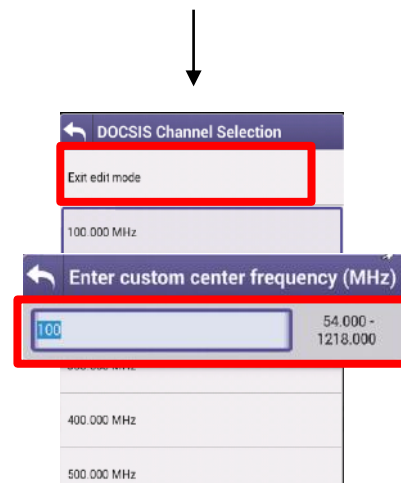 DOCSIS Channel Selection
Exit edit mode
100.000 MHz
Enter custom center frequency (MHz)
100
54.000 -
1218.000
400.000 MHz
500.000 MHz